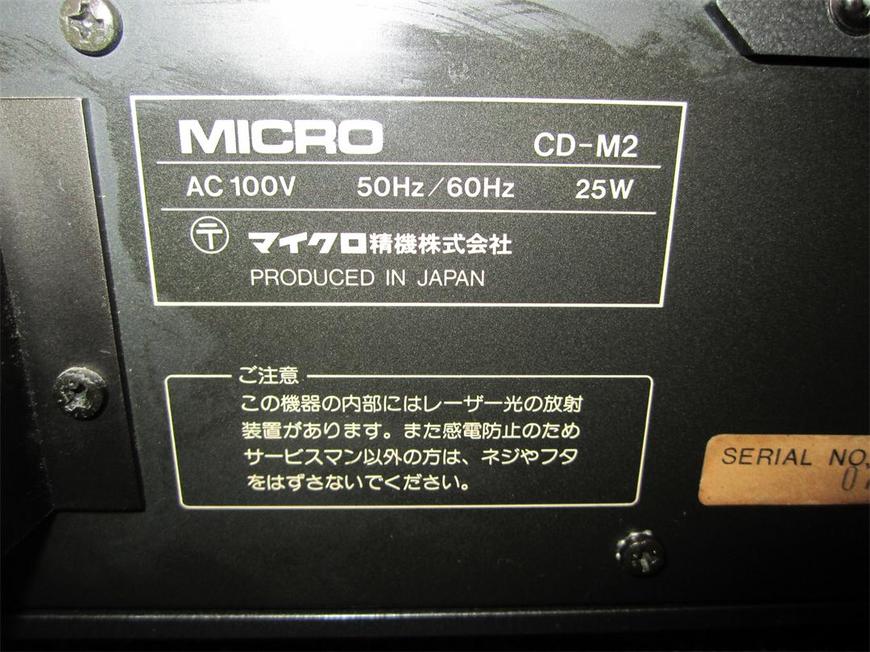 MICRO CD-M2
AC 100V 50Hz/60Hz 25W
〒 マイクロ精機株式会社
PRODUCED IN JAPAN
ご注意
この機器の内部にはレーザー光の放射
装置があります。また感電防止のため
サービスマン以外の方は、ネジやフタ
をはずさないでください。
SERIAL NO.